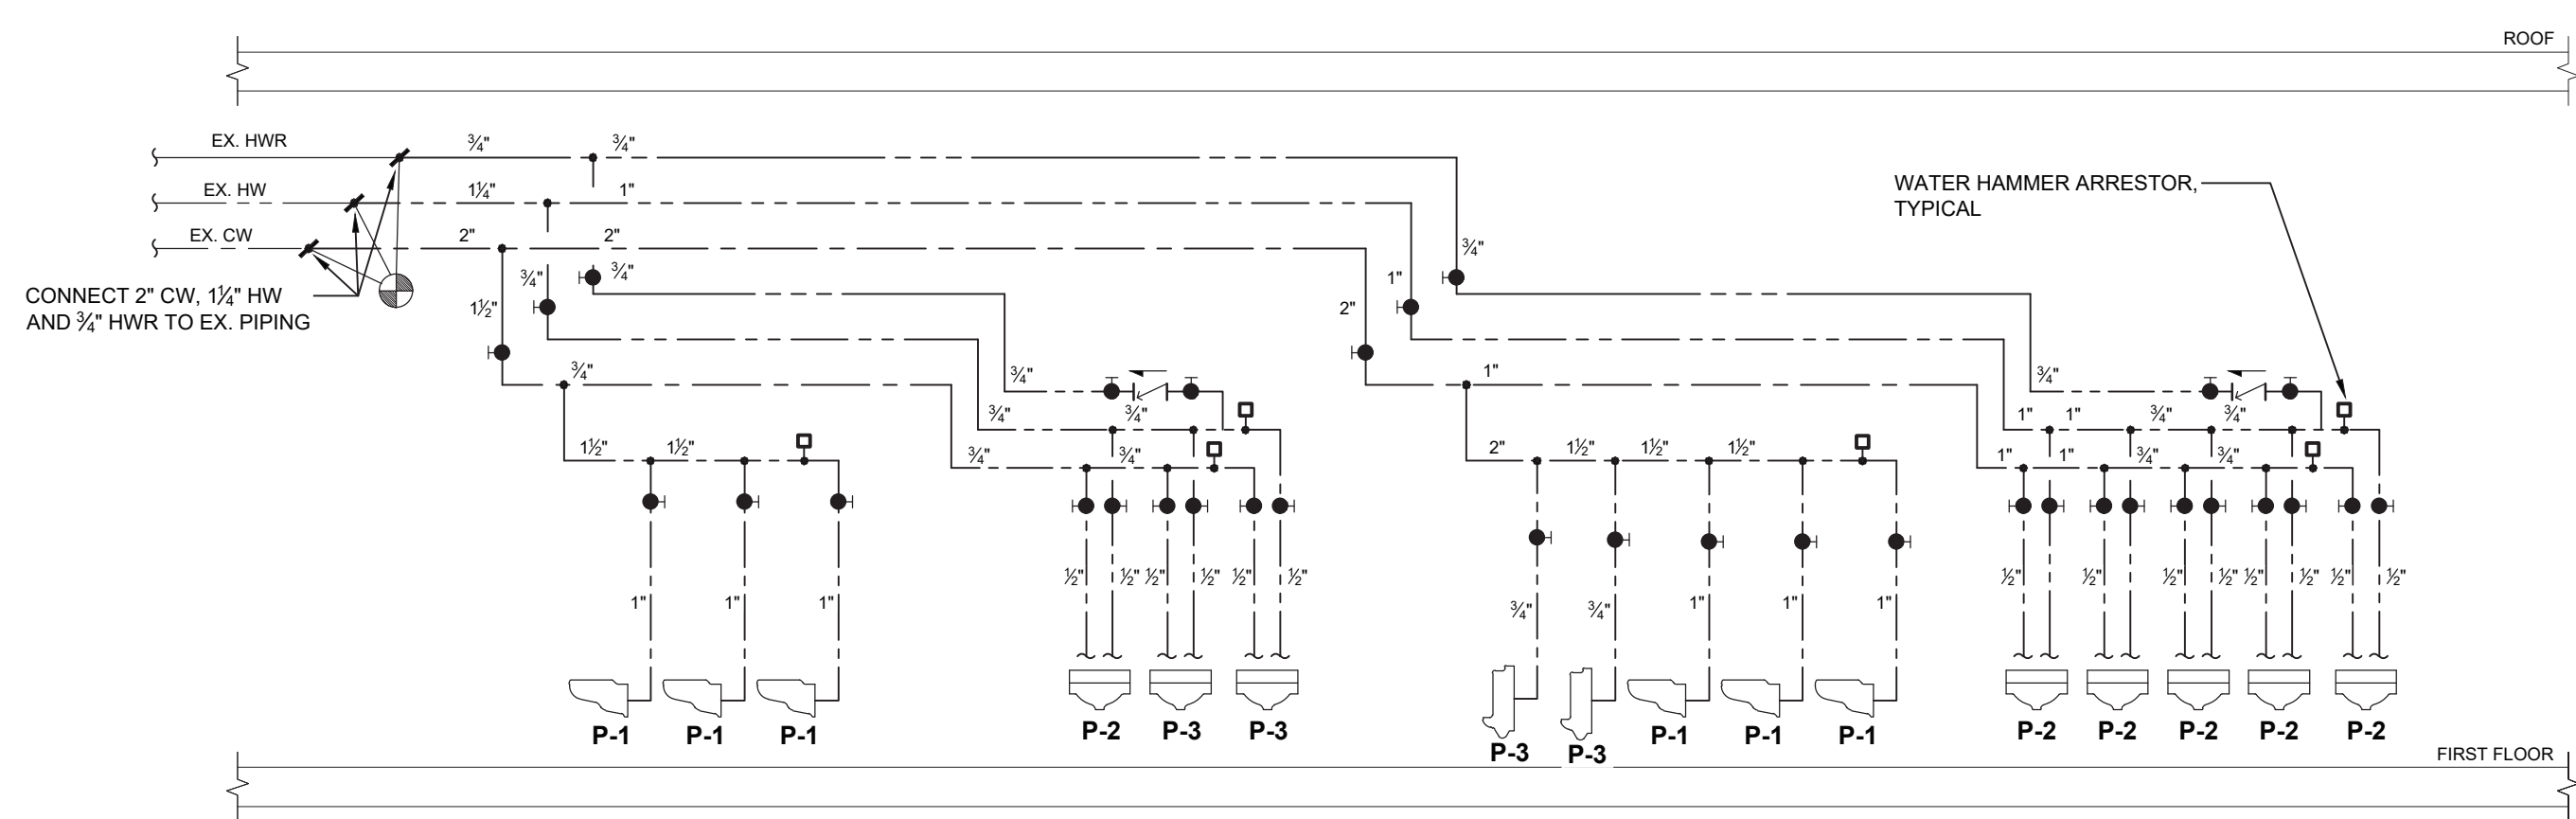 ROOF
EX. HWR
¾"
¾"
EX. HW
1¼"
1"
WATER HAMMER ARRESTOR,
TYPICAL
EX. CW
2"
2"
¾"
¾"
¾"
1"
CONNECT 2" CW, 1¼" HW
AND ¾" HWR TO EX. PIPING
1½"
2"
¾"
1"
¾"
¾"
¾"
¾"
1"
1"
¾"
¾"
1½"
1½"
¾"
¾"
2"
1½"
1½"
1½"
1"
1"
¾"
¾"
½"
½"
½"
½"
½"
½"
½"
½"
½"
½"
½"
½"
½"
½"
1"
1"
1"
¾"
¾"
1"
1"
1"
P-1
P-1
P-1
P-2
P-3
P-3
P-3
P-3
P-1
P-1
P-1
P-2
P-2
P-2
P-2
P-2
FIRST FLOOR